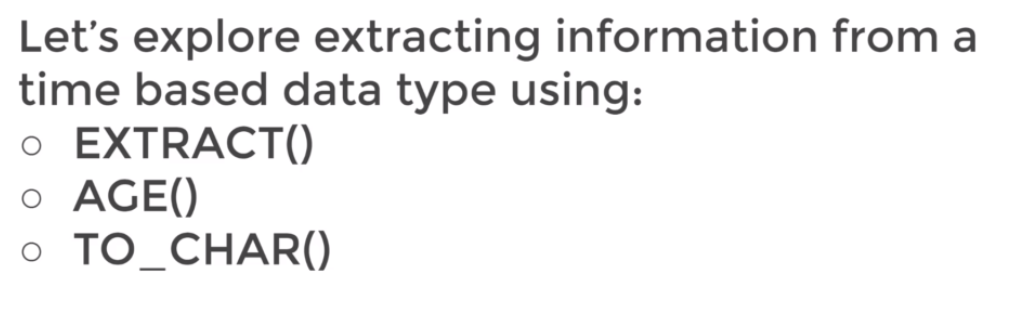 Let's explore extracting information from a
time based data type using:
○ EXTRACT()
○ AGE()
○ TO_CHAR()